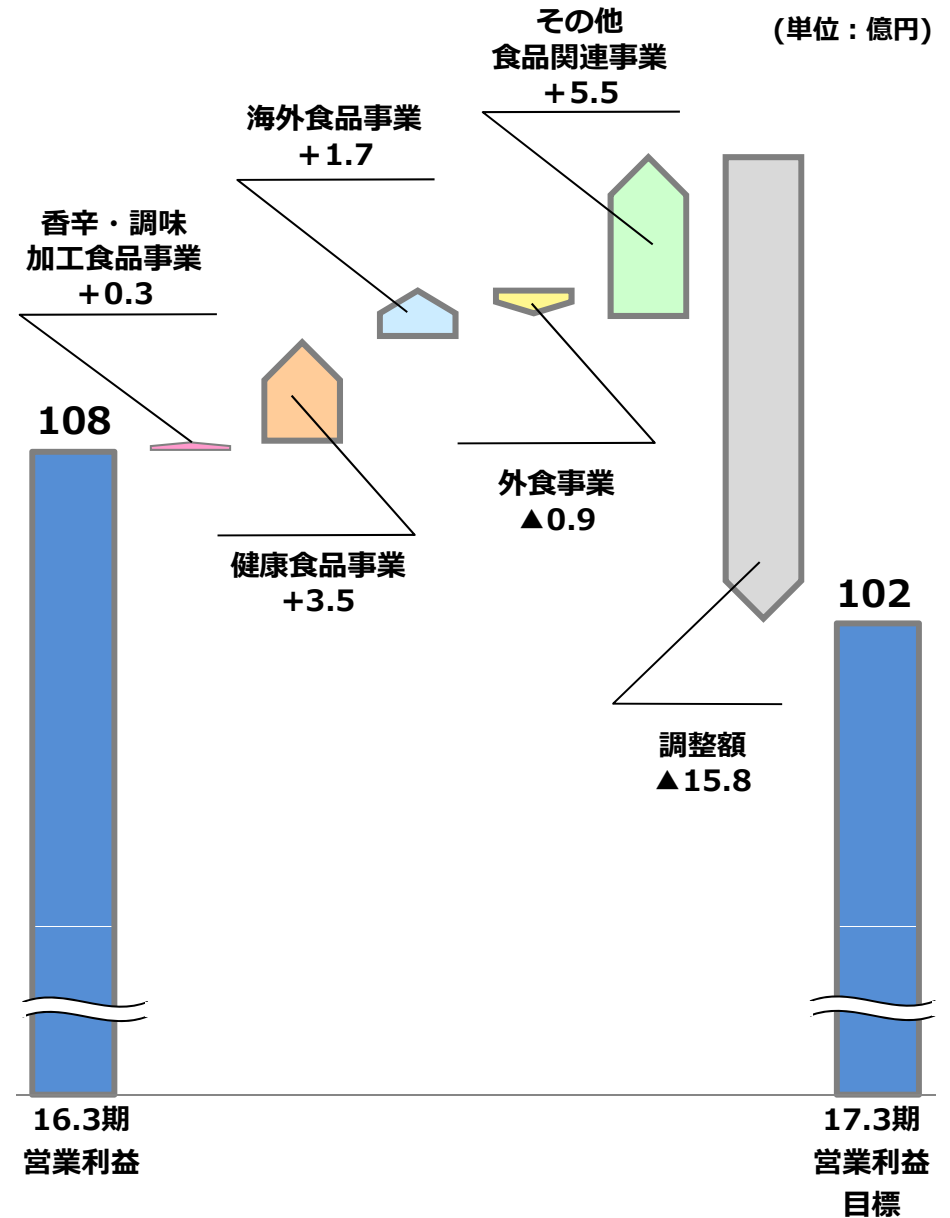 (単位：億円)
その他
食品関連事業
＋5.5
海外食品事業
＋1.7
香辛・調味
加工食品事業
＋0.3
108
外食事業
▲0.9
健康食品事業
＋3.5
102
調整額
▲15.8
16.3期
営業利益
17.3期
営業利益
目標